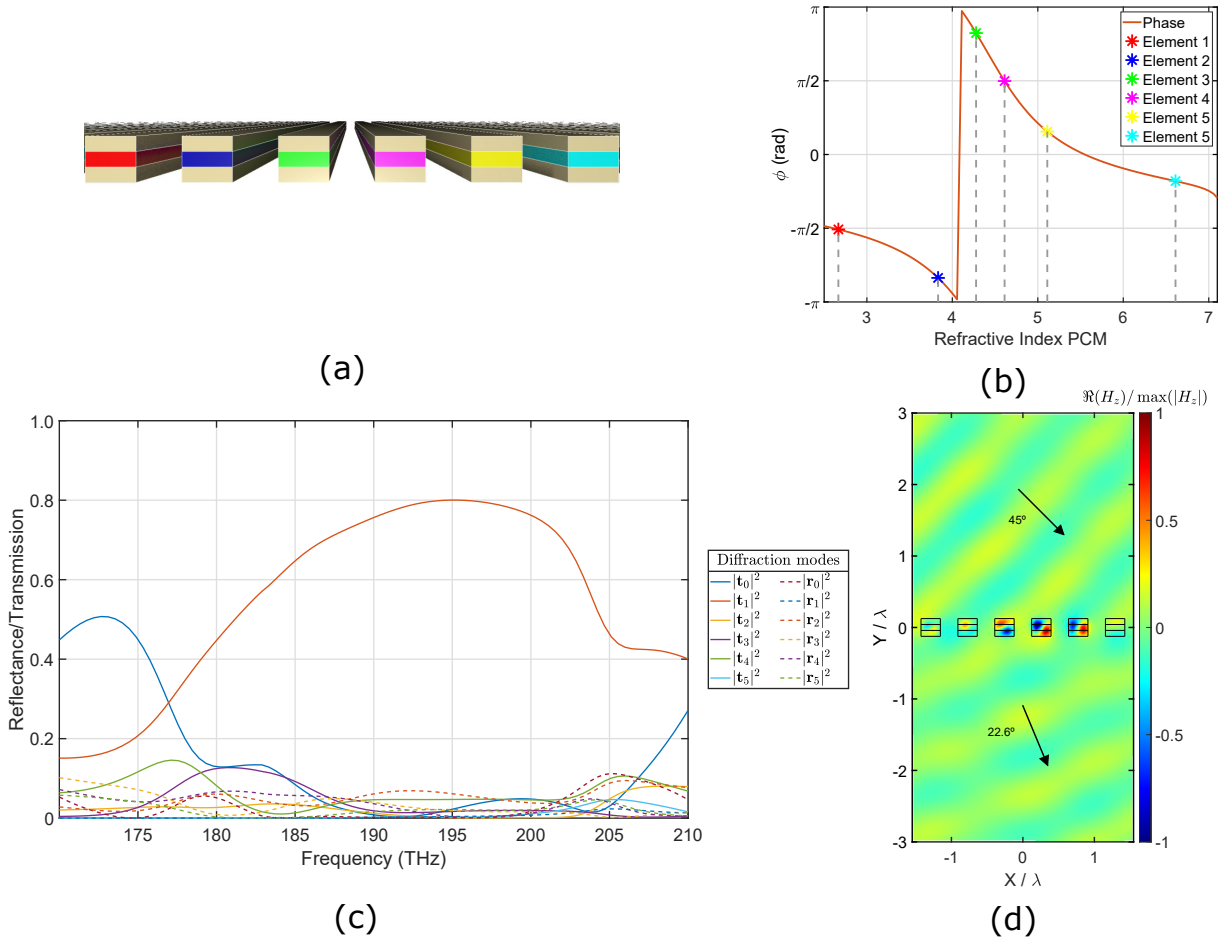 (a)
π
π/2
0
-π/2
-π
ϕ (rad)
3
4
5
6
7
Refractive Index PCM
Phase
Element 1
Element 2
Element 3
Element 4
Element 5
Element 5
(b)
1.0
0.8
0.6
0.4
0.2
0
Reflectance/Transmission
175
180
185
190
195
200
205
210
Frequency (THz)
Diffraction modes
|t₀|² |r₀|²
|t₁|² |r₁|²
|t₂|² |r₂|²
|t₃|² |r₃|²
|t₄|² |r₄|²
|t₅|² |r₅|²
(c)
ℜ(H_z)/ max(|H_z|)
3
2
1
0
-1
-2
-3
Y / λ
-1
0
1
X / λ
45º
22.6º
1
0.5
0
-0.5
-1
(d)